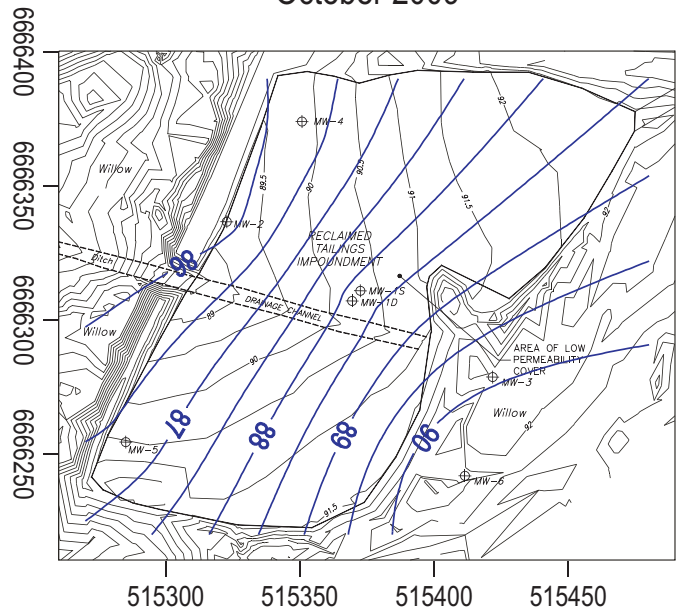 October
6666400
6666350
6666300
6666250
92
MW-4
Willow
89.5
90
90.5
91
91.5
92
MW-2
RECLAIMED
TAILINGS
IMPOUNDMENT
86
Ditch
MW-1S
MW-1D
DRAINAGE CHANNEL
89
Willow
AREA OF LOW
PERMEABILITY
COVER
90
MW-3
Willow
92
87
88
89
90
MW-5
MW-6
91.5
515300
515350
515400
515450